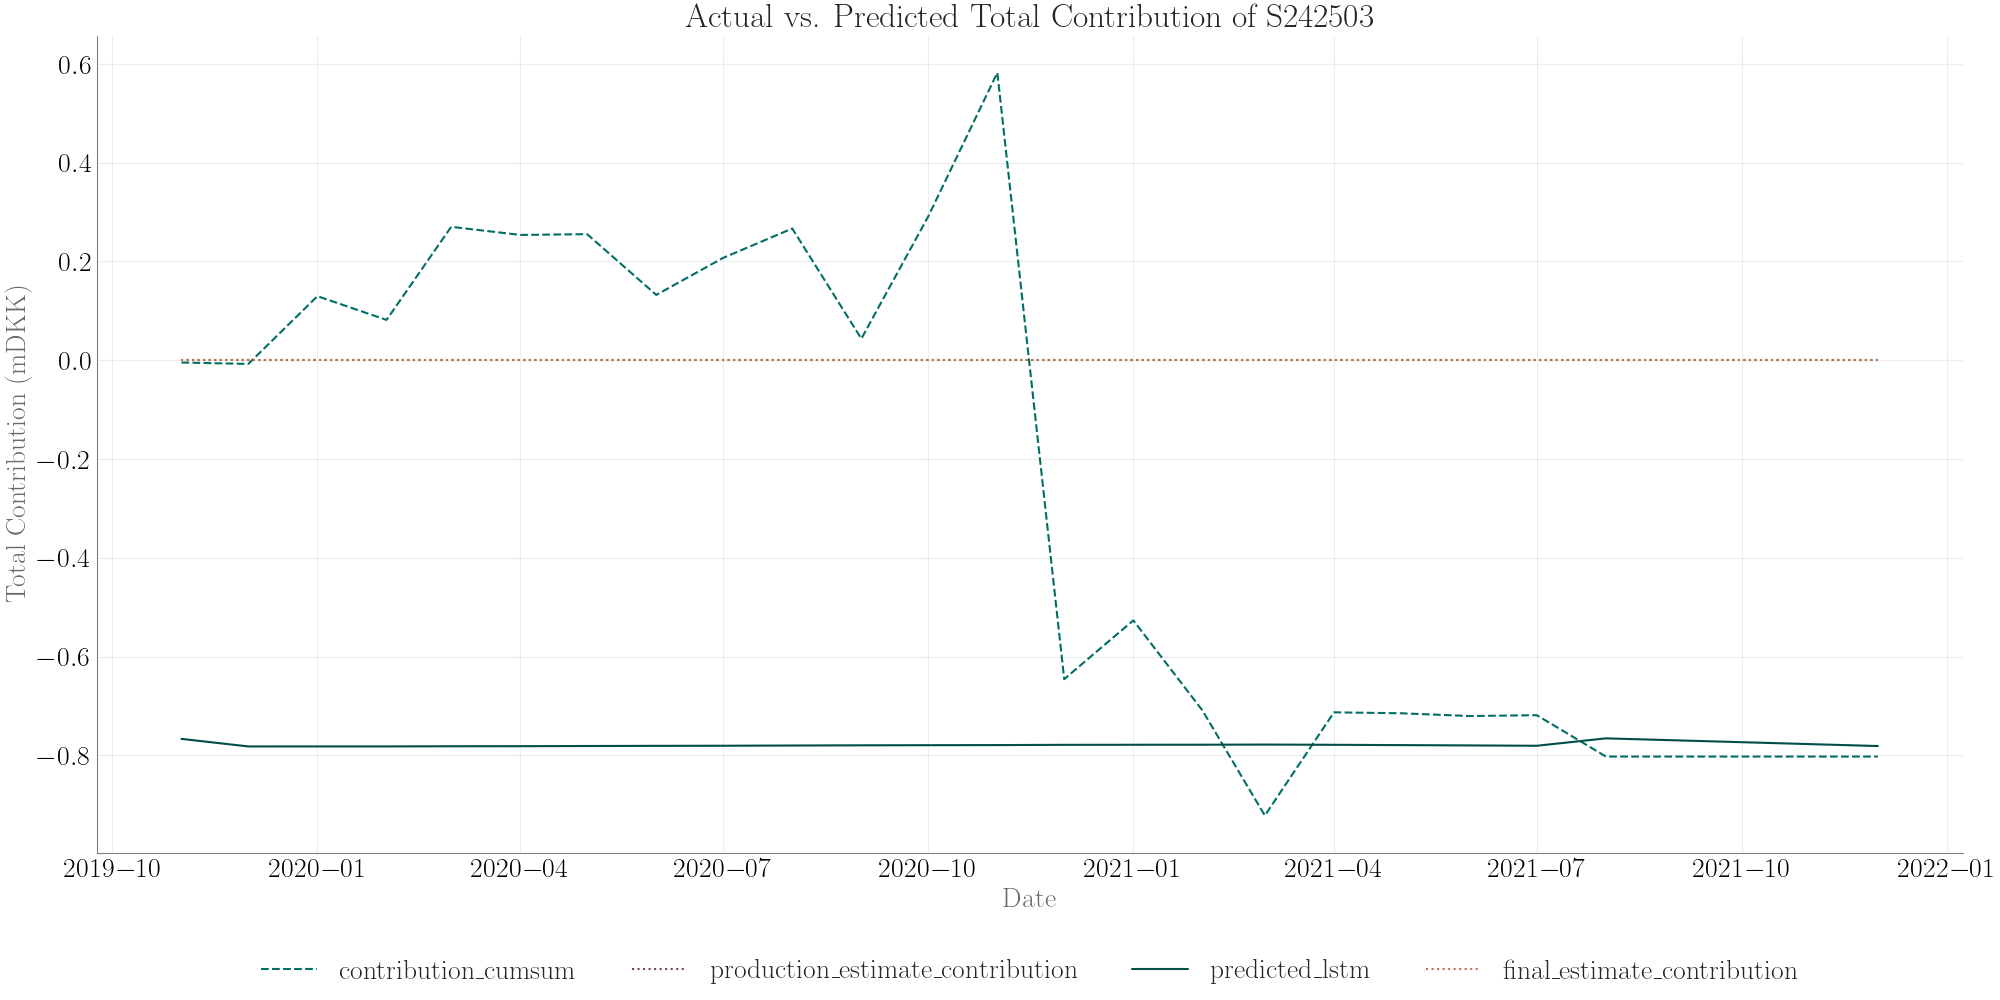 Actual vs. Predicted Total Contribution of S242503
Total Contribution (mDKK)
0.6
0.4
0.2
0.0
−0.2
−0.4
−0.6
−0.8
2019−10 2020−01 2020−04 2020−07 2020−10 2021−01 2021−04 2021−07 2021−10 2022−01
Date
contribution_cumsum production_estimate_contribution predicted_lstm final_estimate_contribution